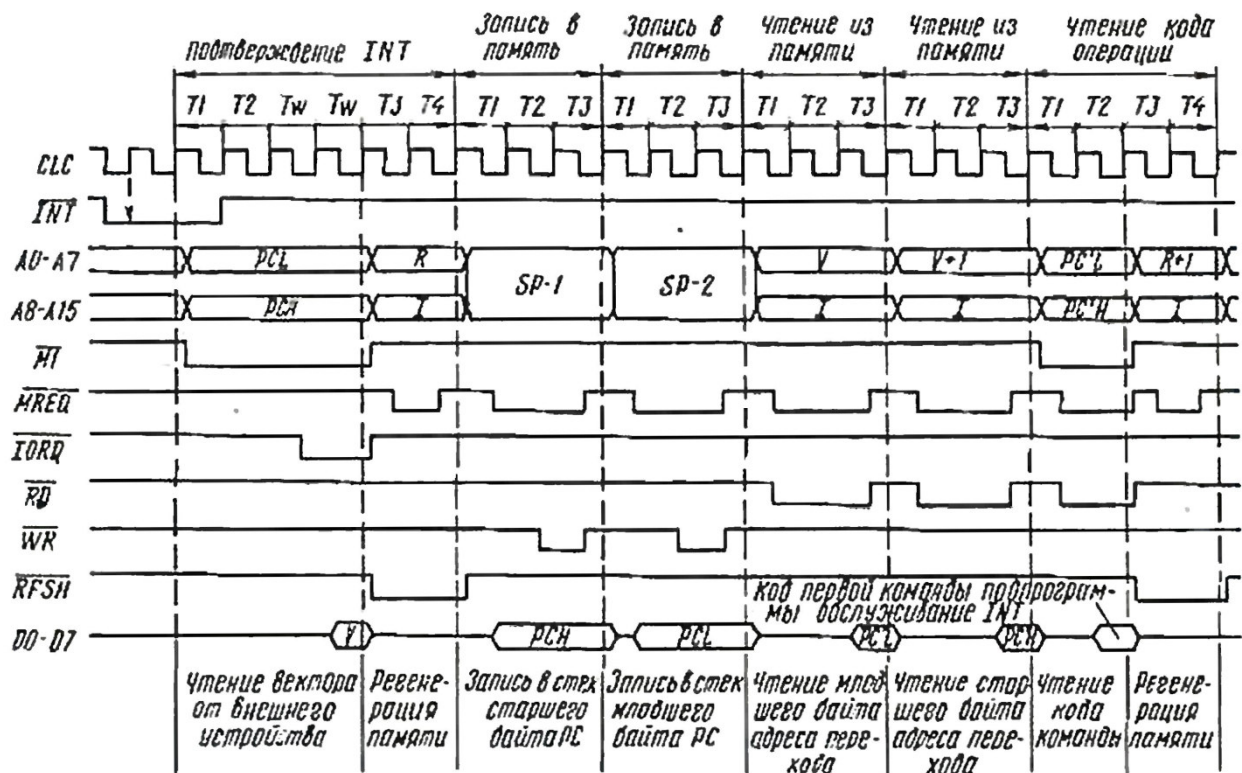 подтверждение INT
Запись в память
Запись в память
Чтение из памяти
Чтение из памяти
Чтение кода операции
T1 T2 Tw Tw T3 T4 T1 T2 T3 T1 T2 T3 T1 T2 T3 T1 T2 T3 T1 T2 T3 T4
CLC
INT
A0-A7 PCL R SP-1 SP-2 V V+1 PC'L R+1
A8-A15 PCH I I I PC'H I
M1
MREQ
IORQ
RD
WR
RFSH
Код первой команды подпрограм-
мы обслуживание INT
D0-D7 V PCH PCL PC'L PC'H
Чтение вектора
от внешнего
устройства
Регене-
рация
памяти
Запись в стек
старшего
байта PC
Запись в стек
младшего
байта PC
Чтение млад-
шего байта
адреса пере-
хода
Чтение стар-
шего байта
адреса пере-
хода
Чтение
кода
команды
Регене-
рация
памяти